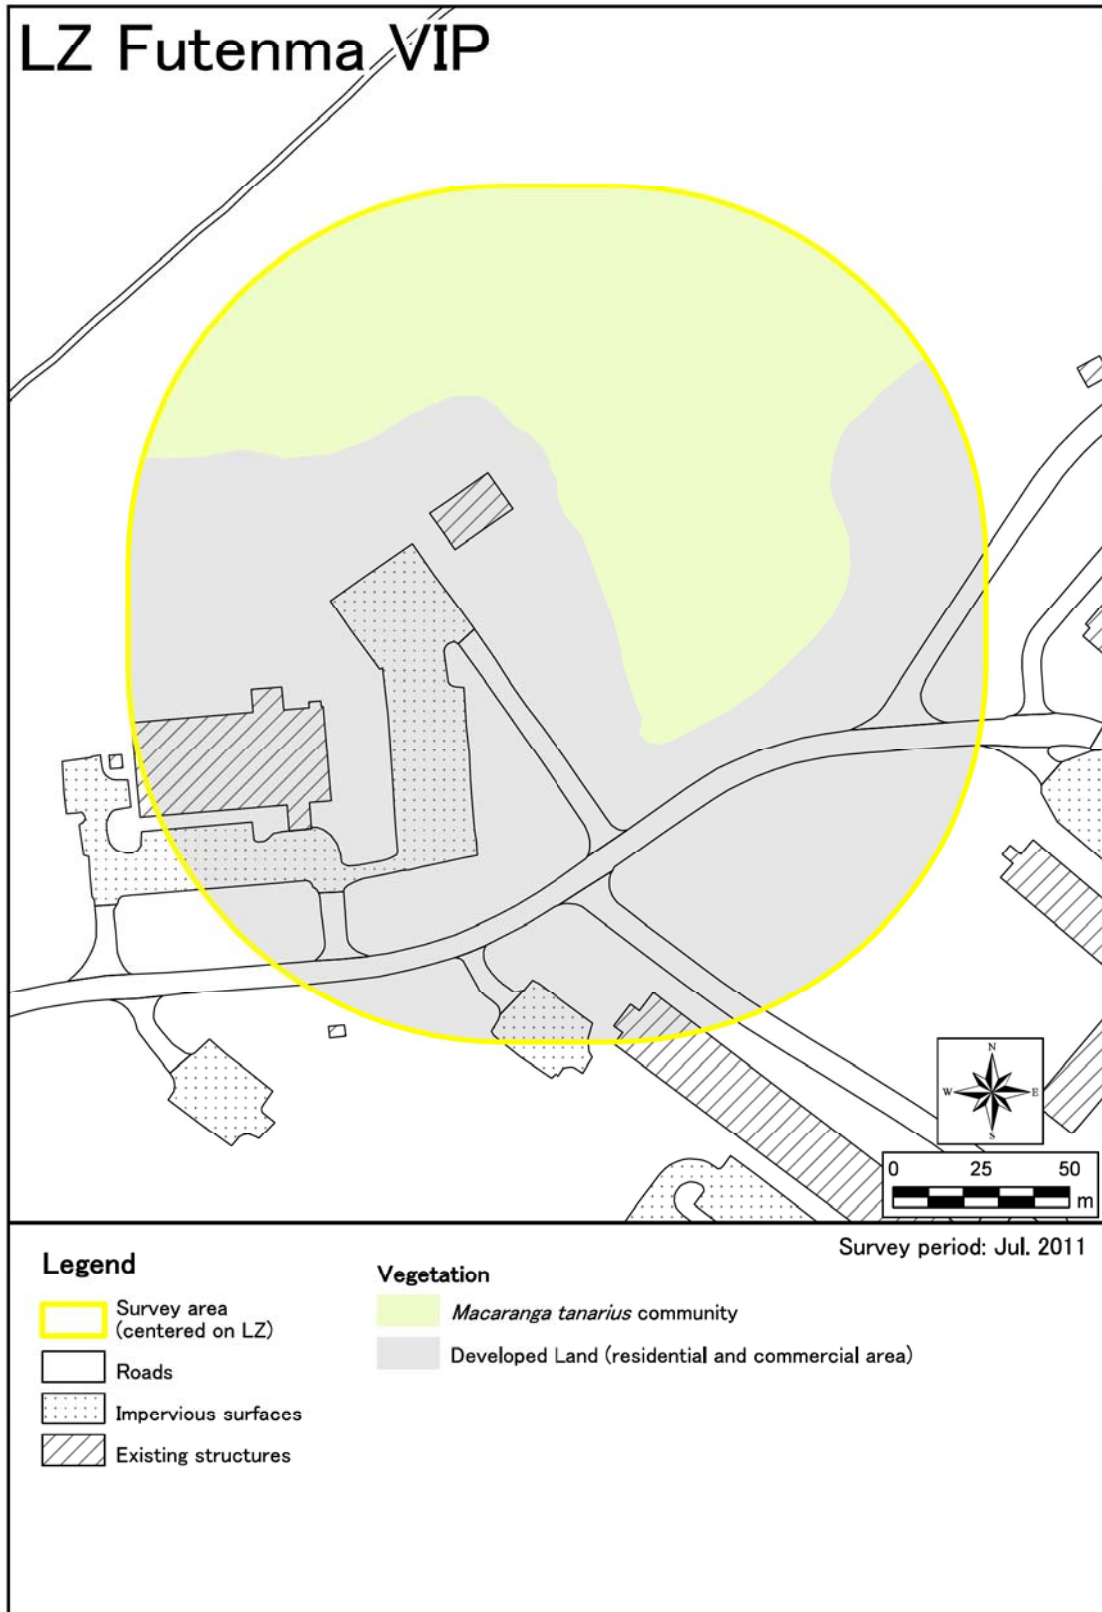 LZ Futenma VIP
N
W E
S
0 25 50
m
Survey period: Jul. 2011
Legend
Survey area
(centered on LZ)
Roads
Impervious surfaces
Existing structures
Vegetation
Macaranga tanarius community
Developed Land (residential and commercial area)